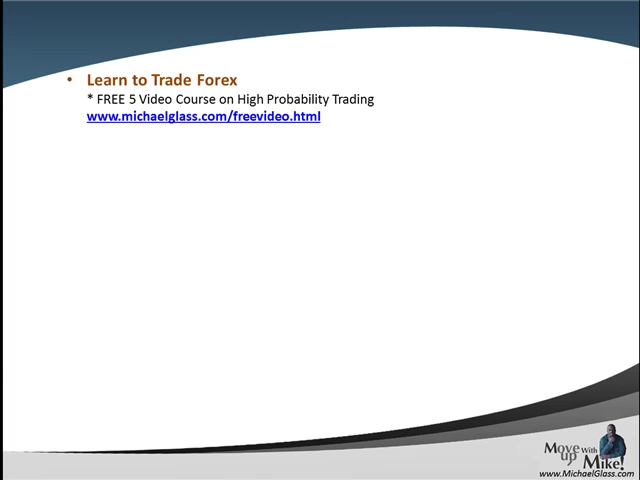 • Learn to Trade Forex
* FREE 5 Video Course on High Probability Trading
www.michaelglass.com/freevideo.html
Move up With Mike!
www.MichaelGlass.com